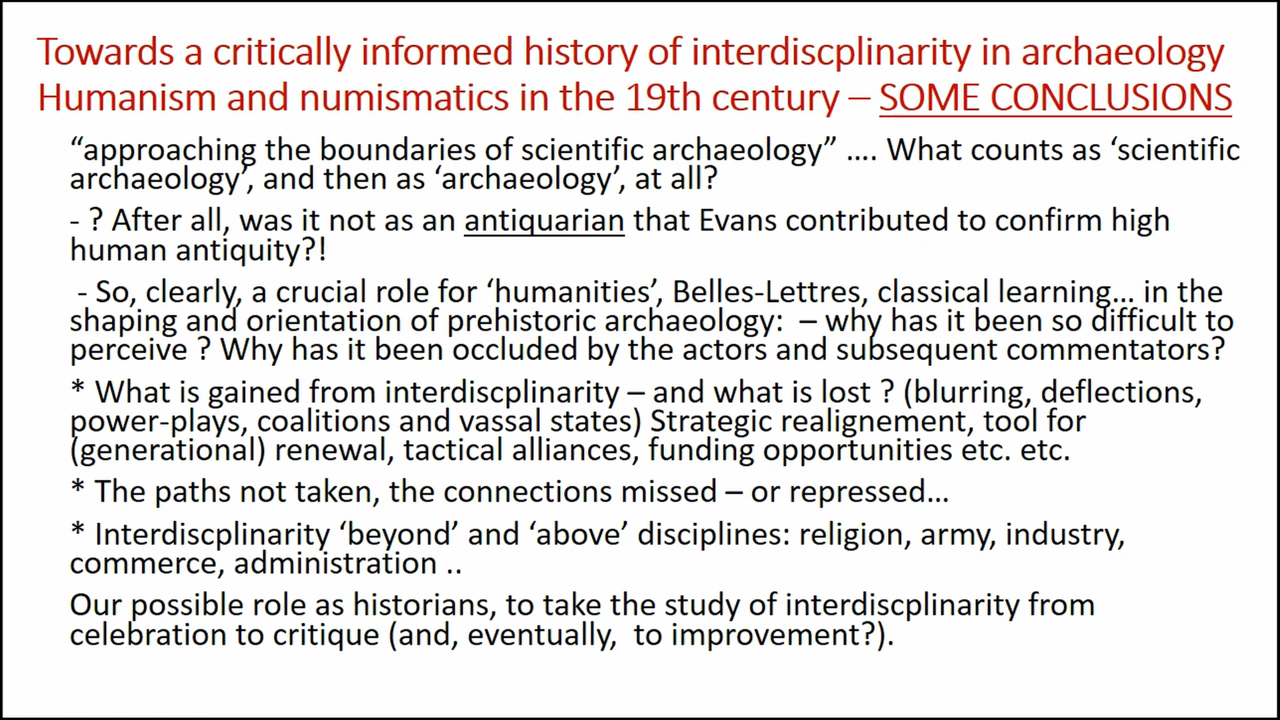 Towards a critically informed history of interdiscplinarity in archaeology
Humanism and numismatics in the 19th century – SOME CONCLUSIONS
“approaching the boundaries of scientific archaeology” …. What counts as ‘scientific
archaeology’, and then as ‘archaeology’, at all?
- ? After all, was it not as an antiquarian that Evans contributed to confirm high
human antiquity?!
- So, clearly, a crucial role for ‘humanities’, Belles-Lettres, classical learning… in the
shaping and orientation of prehistoric archaeology:  – why has it been so difficult to
perceive ? Why has it been occluded by the actors and subsequent commentators?
* What is gained from interdiscplinarity – and what is lost ? (blurring, deflections,
power-plays, coalitions and vassal states) Strategic realignement, tool for
(generational) renewal, tactical alliances, funding opportunities etc. etc.
* The paths not taken, the connections missed – or repressed…
* Interdiscplinarity ‘beyond’ and ‘above’ disciplines: religion, army, industry,
commerce, administration ..
Our possible role as historians, to take the study of interdiscplinarity from
celebration to critique (and, eventually,  to improvement?).